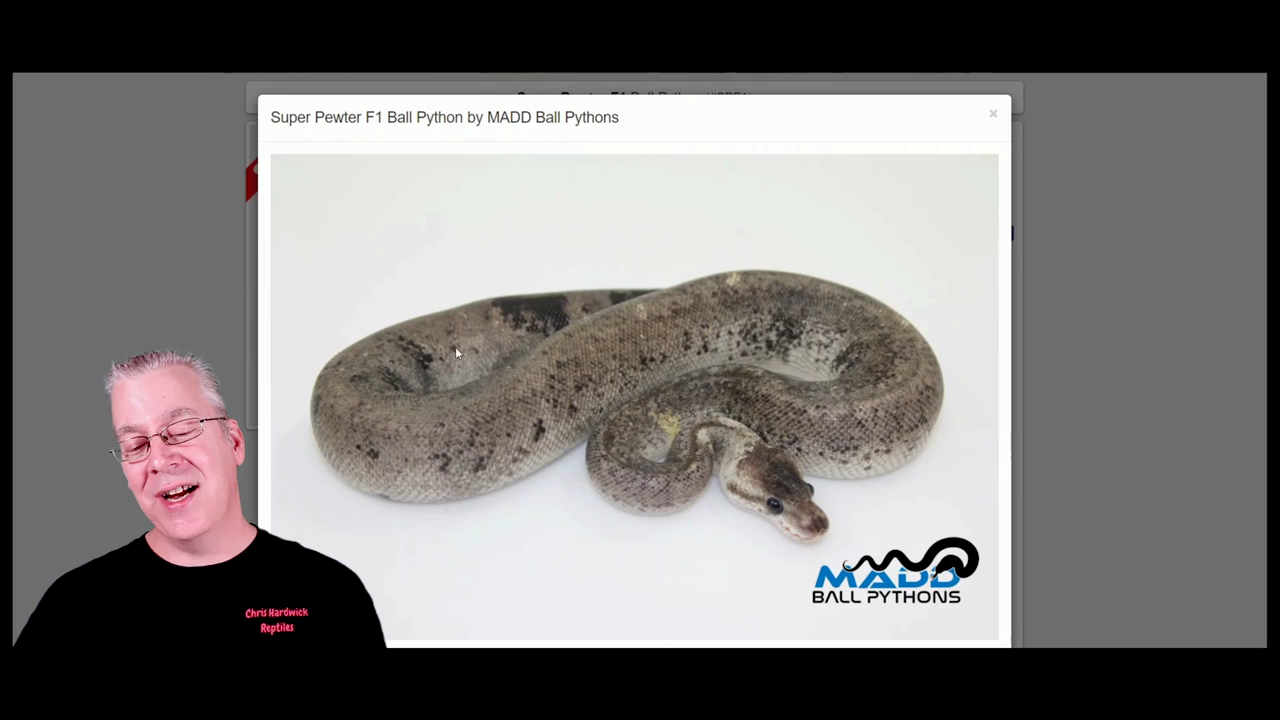 Super Pewter F1 Ball Python by MADD Ball Pythons
×
MADD
BALL PYTHONS
Chris Hardwick
Reptiles